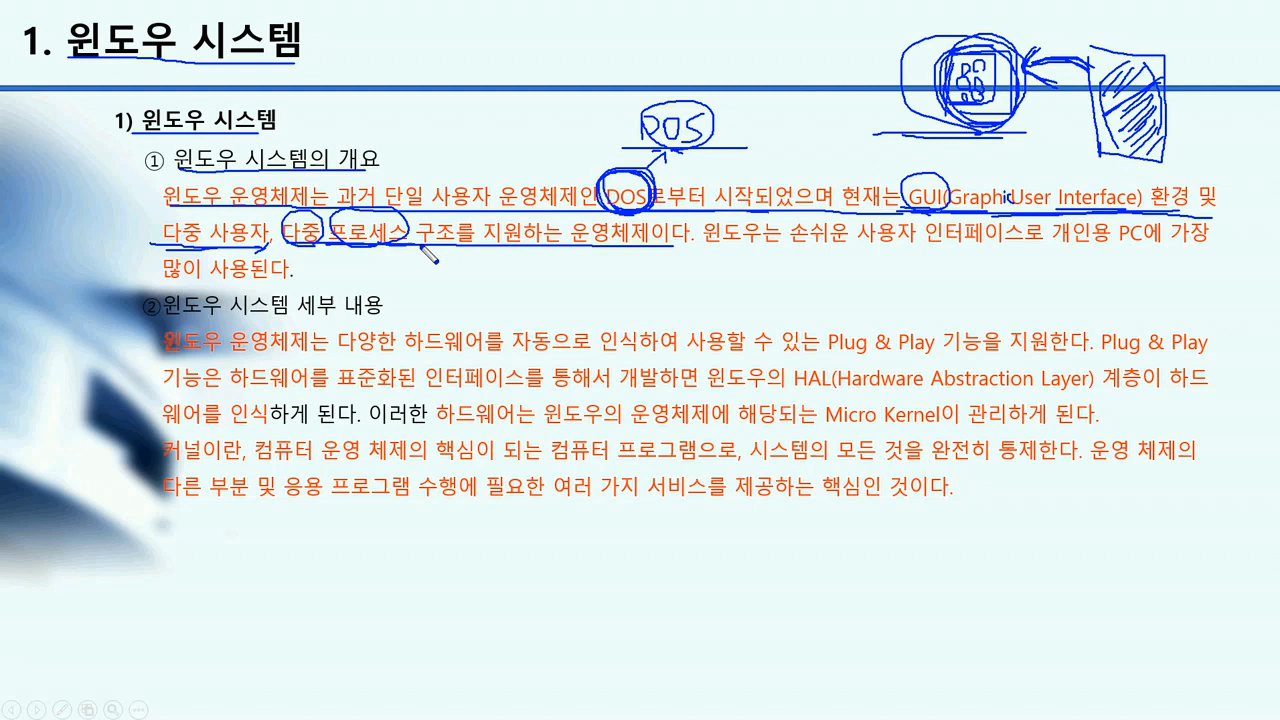 1. 윈도우 시스템
1) 윈도우 시스템
DOS
① 윈도우 시스템의 개요
윈도우 운영체제는 과거 단일 사용자 운영체제인 DOS로부터 시작되었으며 현재는 GUI(Graphic User Interface) 환경 및
다중 사용자, 다중 프로세스 구조를 지원하는 운영체제이다. 윈도우는 손쉬운 사용자 인터페이스로 개인용 PC에 가장
많이 사용된다.
②윈도우 시스템 세부 내용
윈도우 운영체제는 다양한 하드웨어를 자동으로 인식하여 사용할 수 있는 Plug & Play 기능을 지원한다. Plug & Play
기능은 하드웨어를 표준화된 인터페이스를 통해서 개발하면 윈도우의 HAL(Hardware Abstraction Layer) 계층이 하드
웨어를 인식하게 된다. 이러한 하드웨어는 윈도우의 운영체제에 해당되는 Micro Kernel이 관리하게 된다.
커널이란, 컴퓨터 운영 체제의 핵심이 되는 컴퓨터 프로그램으로, 시스템의 모든 것을 완전히 통제한다. 운영 체제의
다른 부분 및 응용 프로그램 수행에 필요한 여러 가지 서비스를 제공하는 핵심인 것이다.